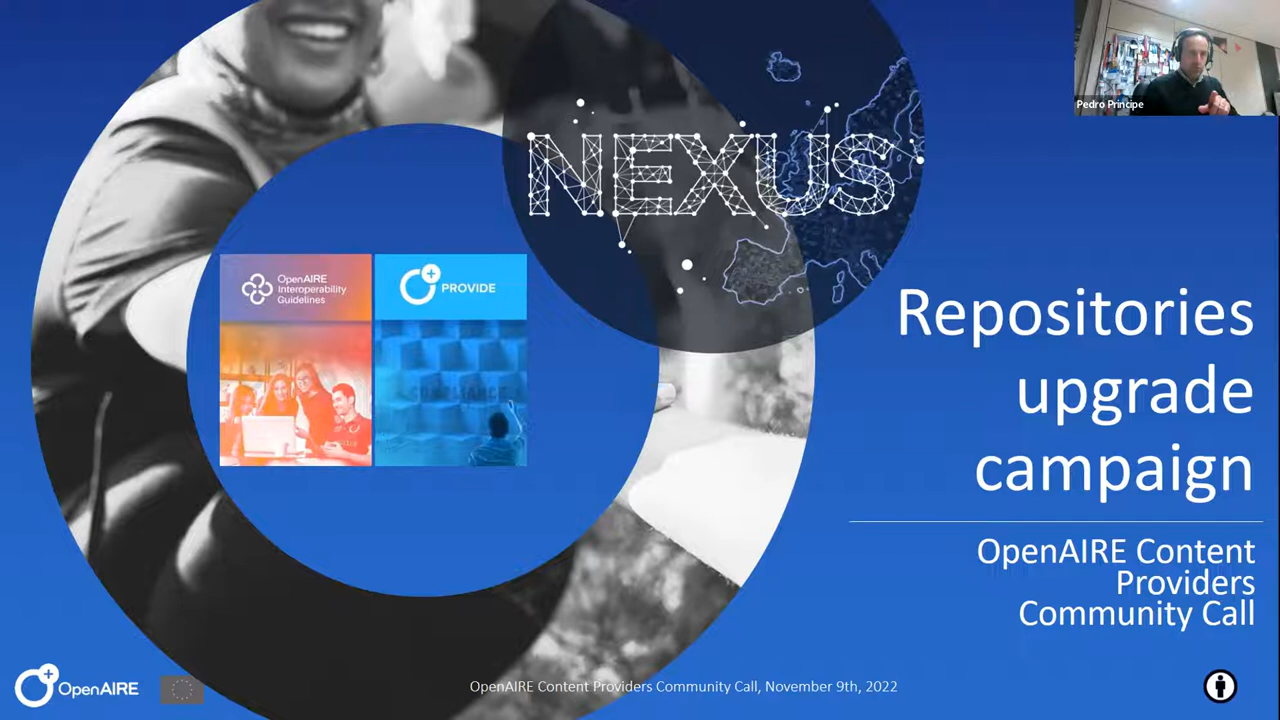 Pedro Principe
NEXUS
OpenAIRE
Interoperability
Guidelines
PROVIDE
COMPLIANCE
Repositories
upgrade
campaign
OpenAIRE Content
Providers
Community Call
OpenAIRE
OpenAIRE Content Providers Community Call, November 9th, 2022